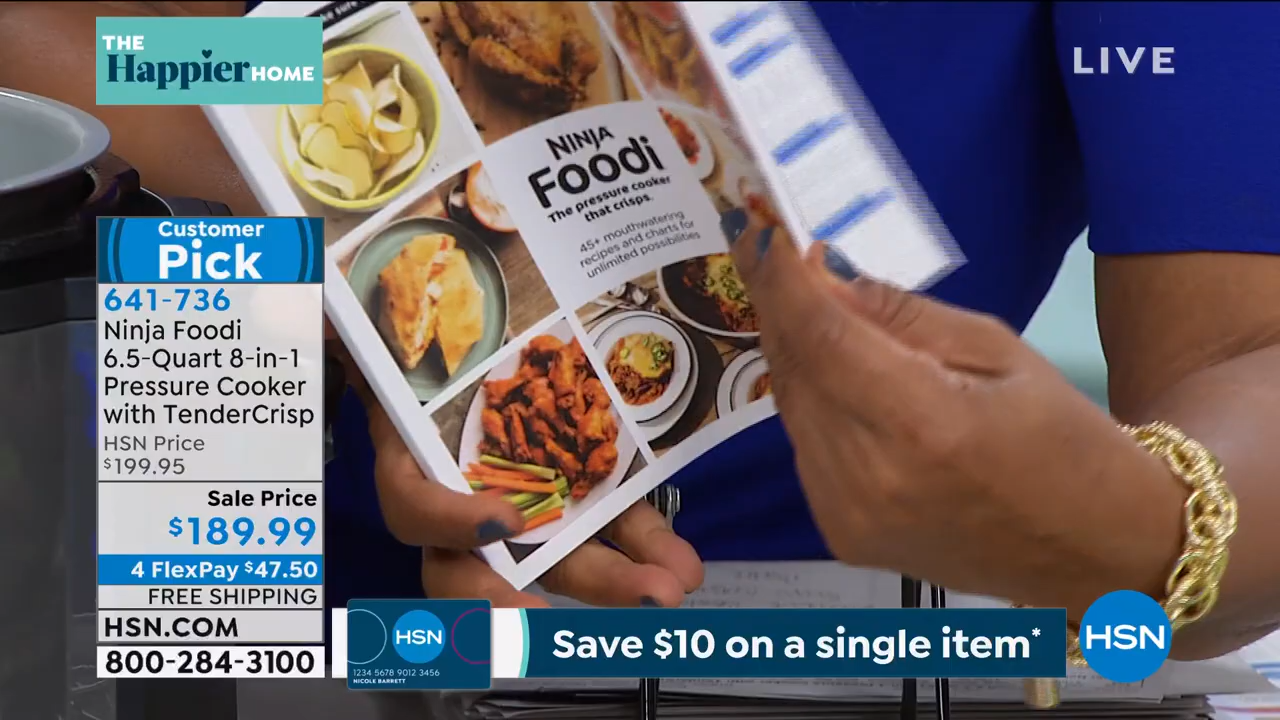 THE
Happier HOME
LIVE
NINJA
Foodi
The pressure cooker
that crisps.
45+ mouthwatering
recipes and charts for
unlimited possibilities
Customer
Pick
641-736
Ninja Foodi
6.5-Quart 8-in-1
Pressure Cooker
with TenderCrisp
HSN Price
$199.95
Sale Price
$189.99
4 FlexPay $47.50
FREE SHIPPING
HSN.COM
800-284-3100
HSN
1234 5678 9012 3456
NICOLE BARRETT
Save $10 on a single item*
HSN